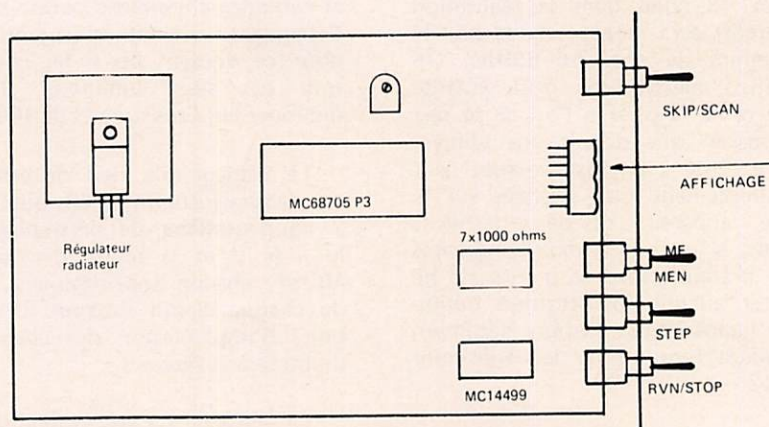 SKIP/SCAN
AFFICHAGE
MC68705 P3
Régulateur
radiateur
7x1000 ohms
ME
MEN
STEP
MC14499
RVN/STOP